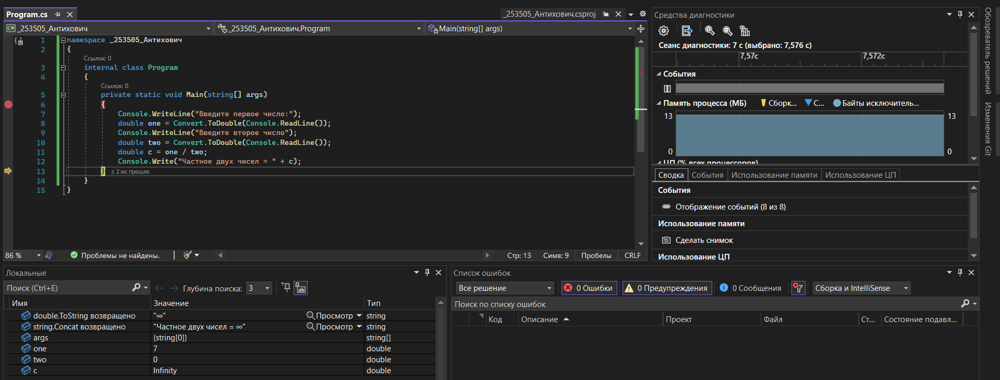 Program.cs
_253505_Антихович.csproj
_253505_Антихович
_253505_Антихович.Program
Main(string[] args)
1 namespace _253505_Антихович
2 {
Ссылок: 0
3 internal class Program
4 {
Ссылок: 0
5 private static void Main(string[] args)
6 {
7 Console.WriteLine("Введите первое число:");
8 double one = Convert.ToDouble(Console.ReadLine());
9 Console.WriteLine("Введите второе число");
10 double two = Convert.ToDouble(Console.ReadLine());
11 double c = one / two;
12 Console.Write("Частное двух чисел = " + c);
13 } ≤ 2 мс прошло
14 }
15 }
86 %
Проблемы не найдены.
Стр: 13
Симв: 9
Пробелы
CRLF
Средства диагностики
Сеанс диагностики: 7 с (выбрано: 7,576 с)
7,57с
7,572с
События
Память процесса (МБ)
Сборк...
С...
Байты исключитель...
13
13
0
0
ЦП (% всех процессоров)
Сводка
События
Использование памяти
Использование ЦП
События
Отображение событий (8 из 8)
Использование памяти
Сделать снимок
Использование ЦП
Обозреватель решений
Изменения Git
Локальные
Поиск (Ctrl+E)
Глубина поиска: 3
Имя Значение Тип
double.ToString возвращено "∞" Просмотр string
string.Concat возвращено "Частное двух чисел = ∞" Просмотр string
args {string[0]} string[]
one 7 double
two 0 double
c Infinity double
Список ошибок
Все решение
0 Ошибки
0 Предупреждения
0 Сообщения
Сборка и IntelliSense
Поиск по списку ошибок
Код Описание Проект Файл Ст... Состояние подавл...